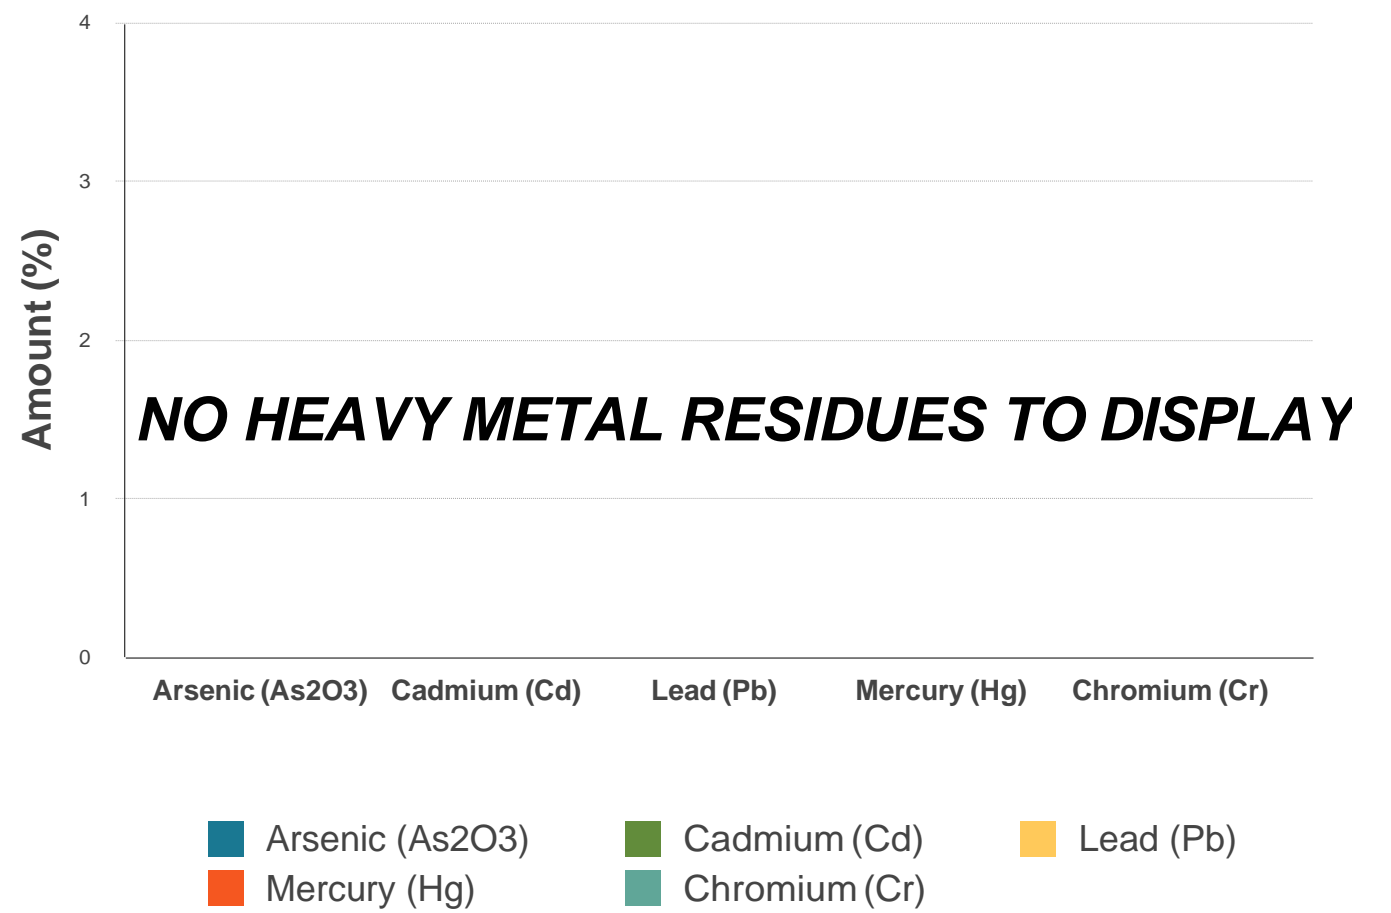 4
3
2
1
0
Amount (%)
NO HEAVY METAL RESIDUES TO DISPLAY
Arsenic (As2O3) Cadmium (Cd) Lead (Pb) Mercury (Hg) Chromium (Cr)
Arsenic (As2O3) Cadmium (Cd) Lead (Pb)
Mercury (Hg) Chromium (Cr)